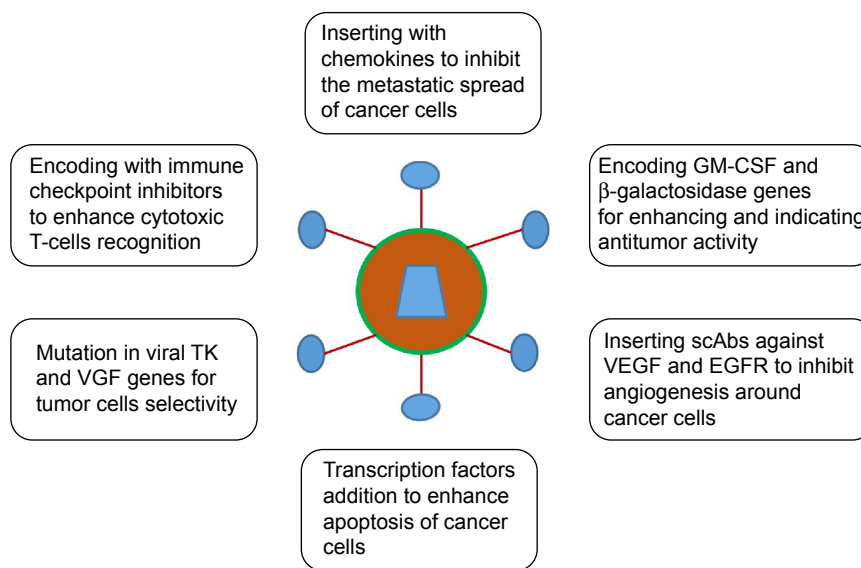 Inserting with
chemokines to inhibit
the metastatic spread
of cancer cells
Encoding with immune
checkpoint inhibitors
to enhance cytotoxic
T-cells recognition
Encoding GM-CSF and
β-galactosidase genes
for enhancing and indicating
antitumor activity
Mutation in viral TK
and VGF genes for
tumor cells selectivity
Inserting scAbs against
VEGF and EGFR to inhibit
angiogenesis around
cancer cells
Transcription factors
addition to enhance
apoptosis of cancer
cells